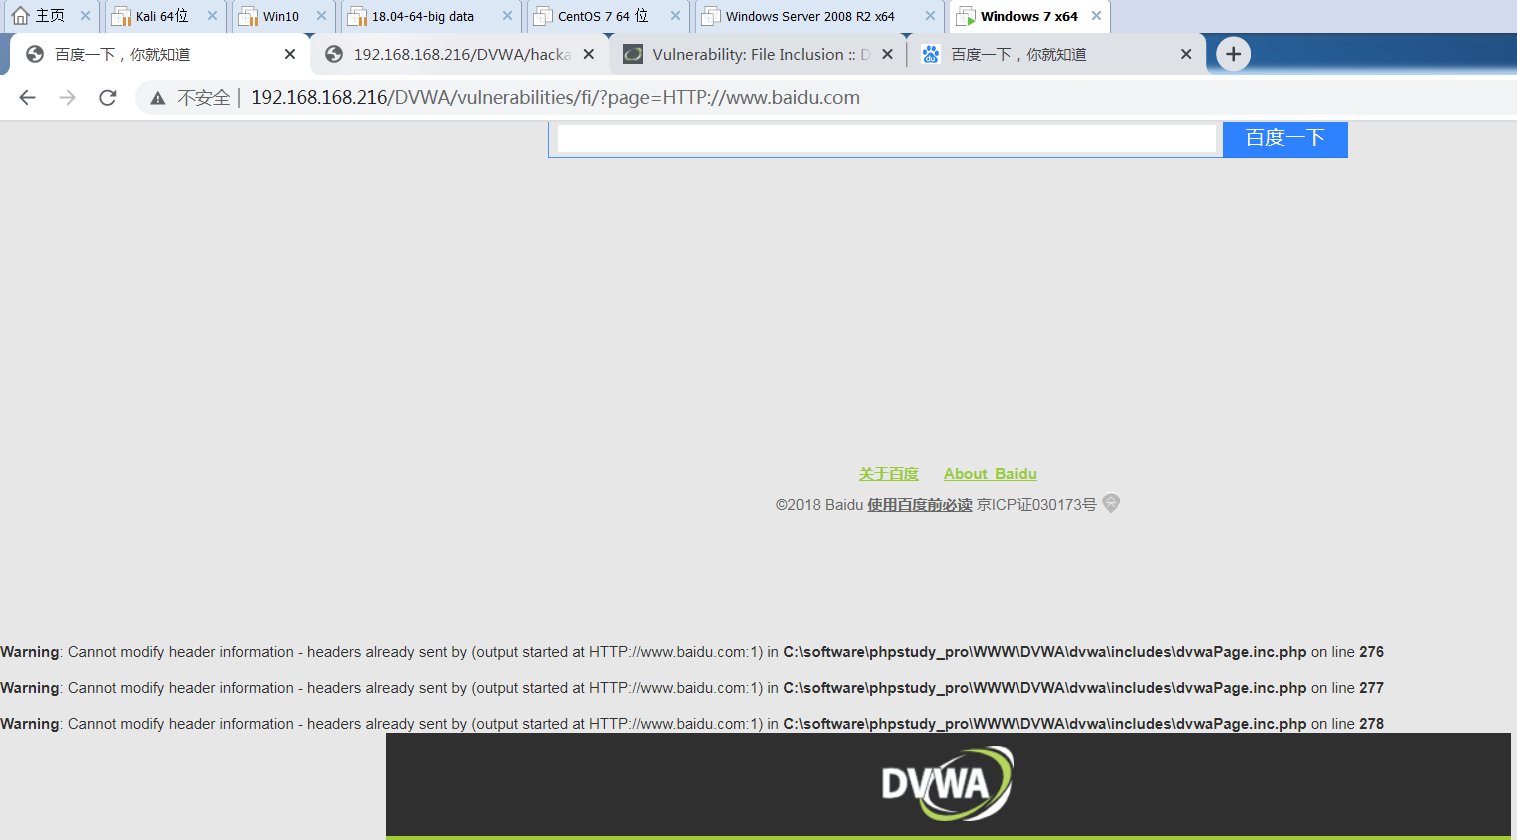 主页 Kali 64位 Win10 18.04-64-big data CentOS 7 64 位 Windows Server 2008 R2 x64 Windows 7 x64
百度一下，你就知道 192.168.168.216/DVWA/hacka Vulnerability: File Inclusion :: D 百度一下，你就知道
不安全 | 192.168.168.216/DVWA/vulnerabilities/fi/?page=HTTP://www.baidu.com
百度一下
关于百度 About Baidu
©2018 Baidu 使用百度前必读 京ICP证030173号
Warning: Cannot modify header information - headers already sent by (output started at HTTP://www.baidu.com:1) in C:\software\phpstudy_pro\WWW\DVWA\dvwa\includes\dvwaPage.inc.php on line 276
Warning: Cannot modify header information - headers already sent by (output started at HTTP://www.baidu.com:1) in C:\software\phpstudy_pro\WWW\DVWA\dvwa\includes\dvwaPage.inc.php on line 277
Warning: Cannot modify header information - headers already sent by (output started at HTTP://www.baidu.com:1) in C:\software\phpstudy_pro\WWW\DVWA\dvwa\includes\dvwaPage.inc.php on line 278
DVWA